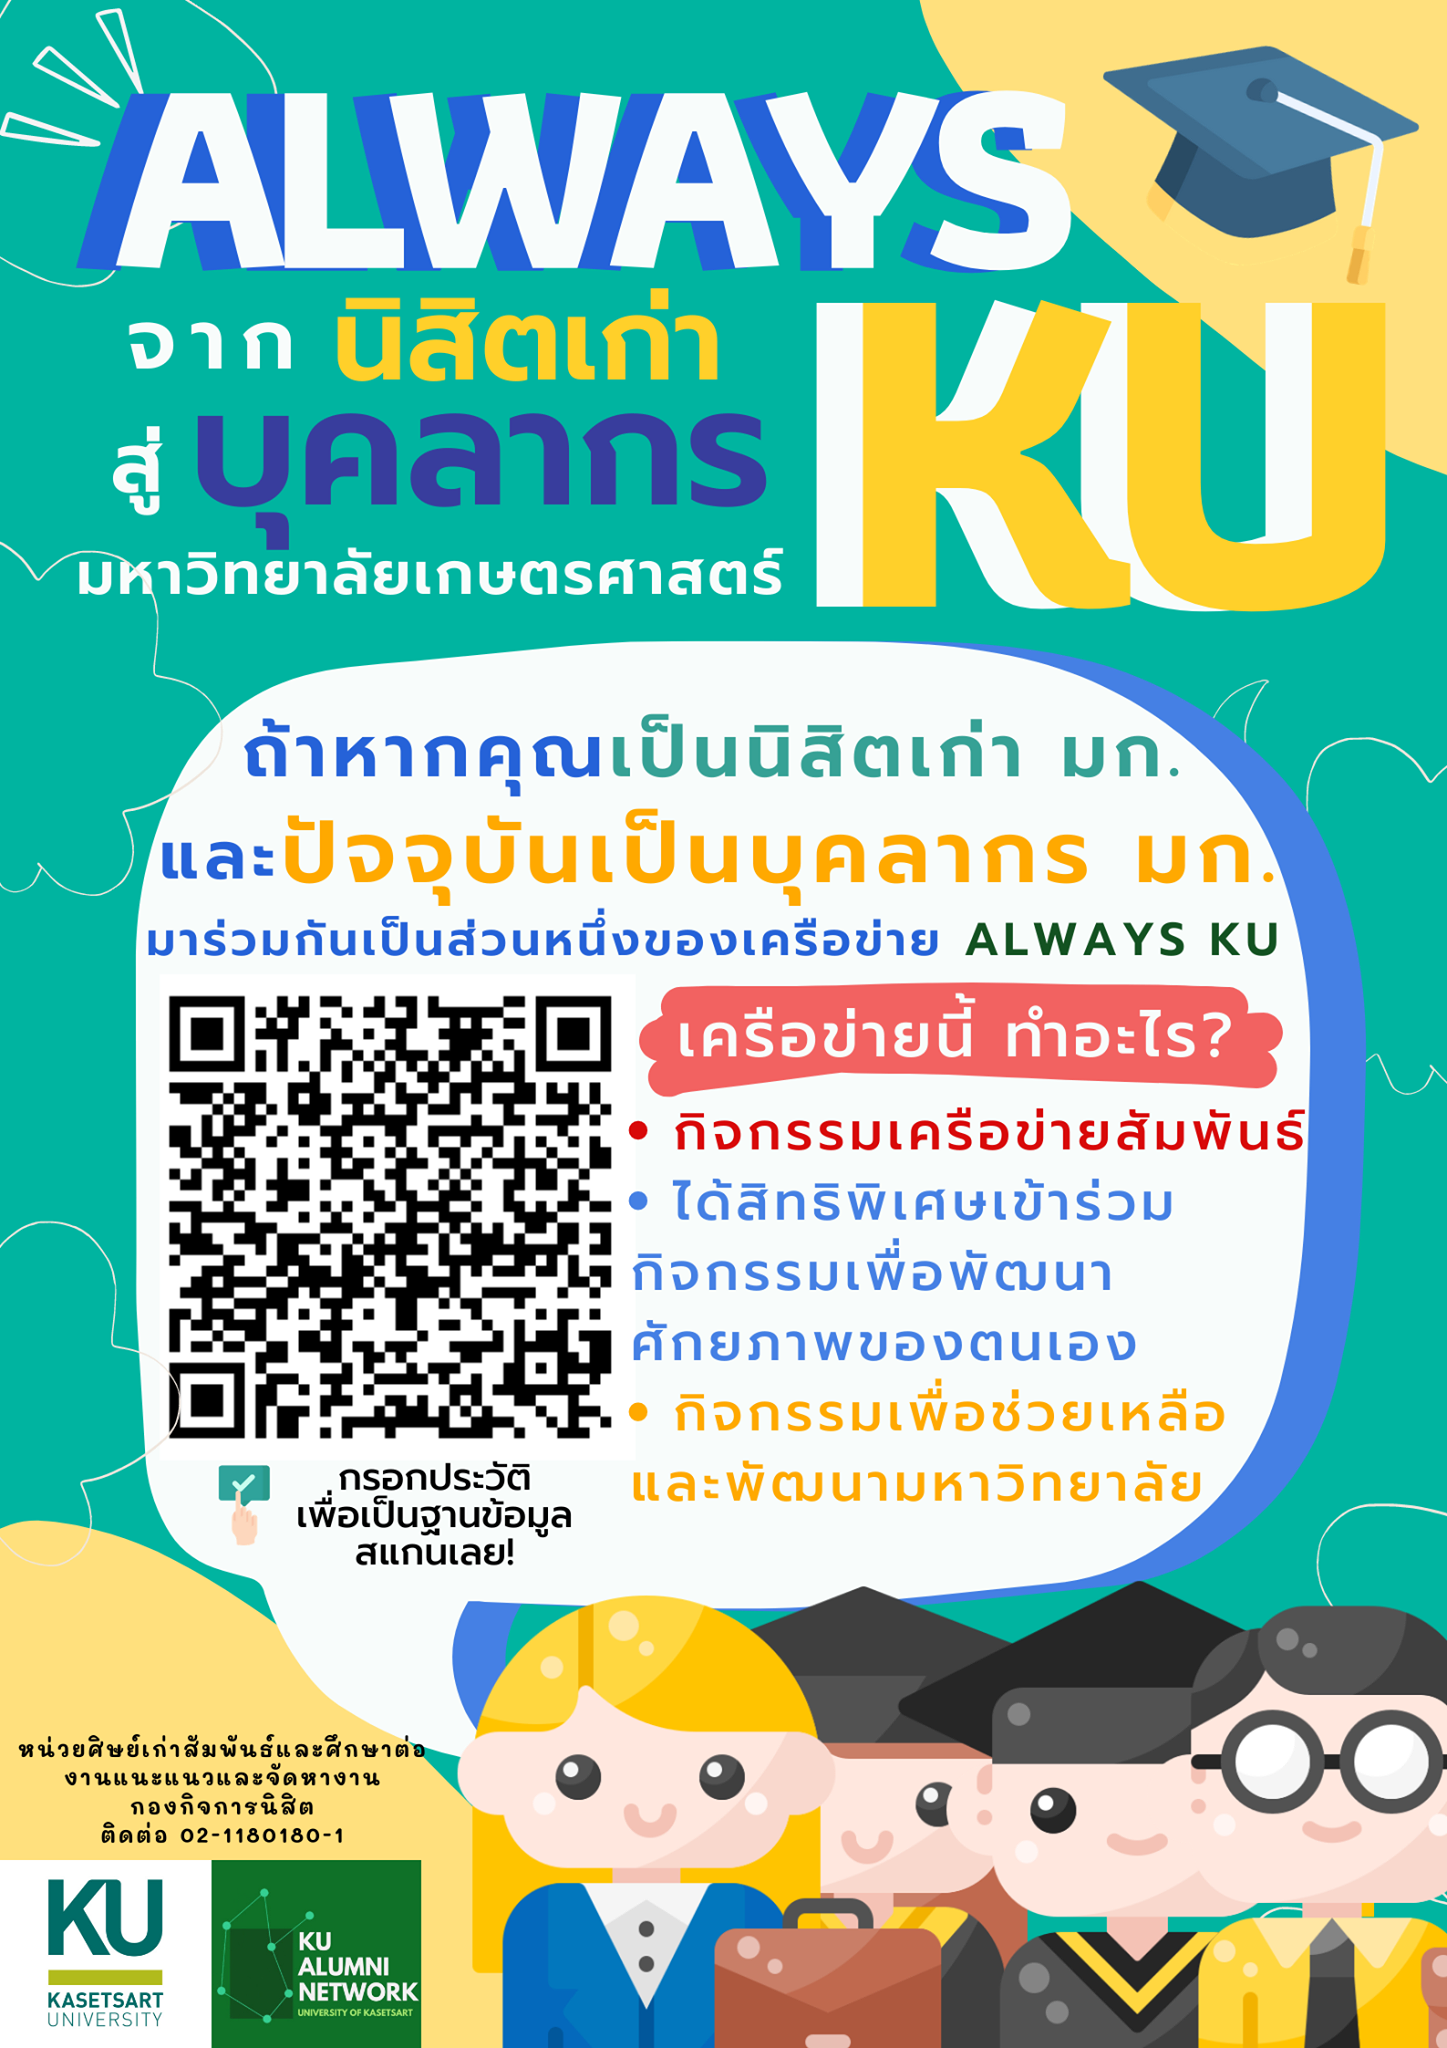 ALWAYS
KU
จาก นิสิตเก่า
สู่ บุคลากร
มหาวิทยาลัยเกษตรศาสตร์
ถ้าหากคุณเป็นนิสิตเก่า มก.
และปัจจุบันเป็นบุคลากร มก.
มาร่วมกันเป็นส่วนหนึ่งของเครือข่าย ALWAYS KU
เครือข่ายนี้ ทำอะไร?
• กิจกรรมเครือข่ายสัมพันธ์
• ได้สิทธิพิเศษเข้าร่วม
กิจกรรมเพื่อพัฒนา
ศักยภาพของตนเอง
• กิจกรรมเพื่อช่วยเหลือ
และพัฒนามหาวิทยาลัย
กรอกประวัติ
เพื่อเป็นฐานข้อมูล
สแกนเลย!
หน่วยศิษย์เก่าสัมพันธ์และศึกษาต่อ
งานแนะแนวและจัดหางาน
กองกิจการนิสิต
ติดต่อ 02-1180180-1
KU
KASETSART
UNIVERSITY
KU
ALUMNI
NETWORK
UNIVERSITY OF KASETSART